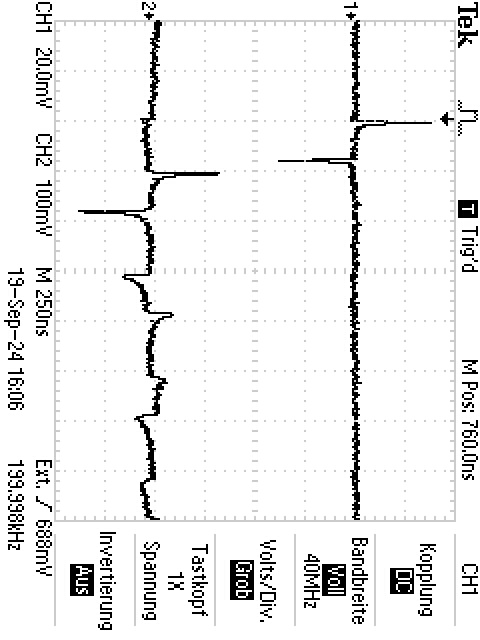 Tek
T Trig'd
M Pos: 760.0ns
CH1
Kopplung
DC
Bandbreite
Voll
40MHz
Volts/Div.
Grob
Tastkopf
1X
Spannung
Invertierung
Aus
1
2
CH1 20.0mV CH2 100mV M 250ns Ext / 688mV
19-Sep-24 16:06 199.998Hz